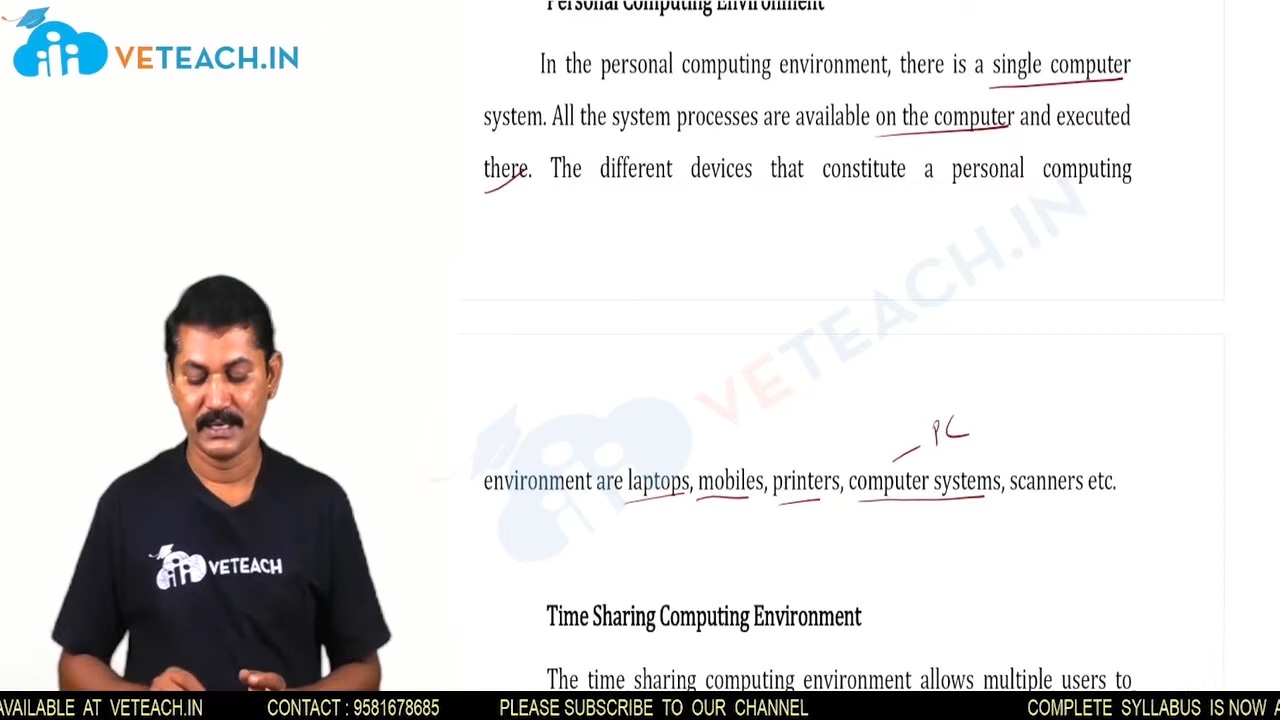 VETEACH.IN
Personal Computing Environment
In the personal computing environment, there is a single computer
system. All the system processes are available on the computer and executed
there. The different devices that constitute a personal computing
VETEACH.IN
PC
environment are laptops, mobiles, printers, computer systems, scanners etc.
VETEACH
Time Sharing Computing Environment
The time sharing computing environment allows multiple users to
AVAILABLE AT VETEACH.IN CONTACT : 9581678685 PLEASE SUBSCRIBE TO OUR CHANNEL COMPLETE SYLLABUS IS NOW A